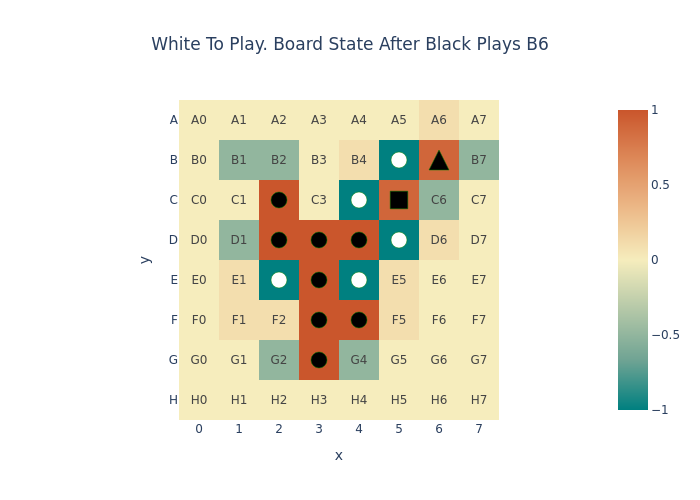 White To Play. Board State After Black Plays B6
A A0 A1 A2 A3 A4 A5 A6 A7
B B0 B1 B2 B3 B4 B7
C C0 C1 C3 C6 C7
D D0 D1 D6 D7
E E0 E1 E5 E6 E7
F F0 F1 F2 F5 F6 F7
G G0 G1 G2 G4 G5 G6 G7
H H0 H1 H2 H3 H4 H5 H6 H7
0 1 2 3 4 5 6 7
x
y
1
0.5
0
−0.5
−1